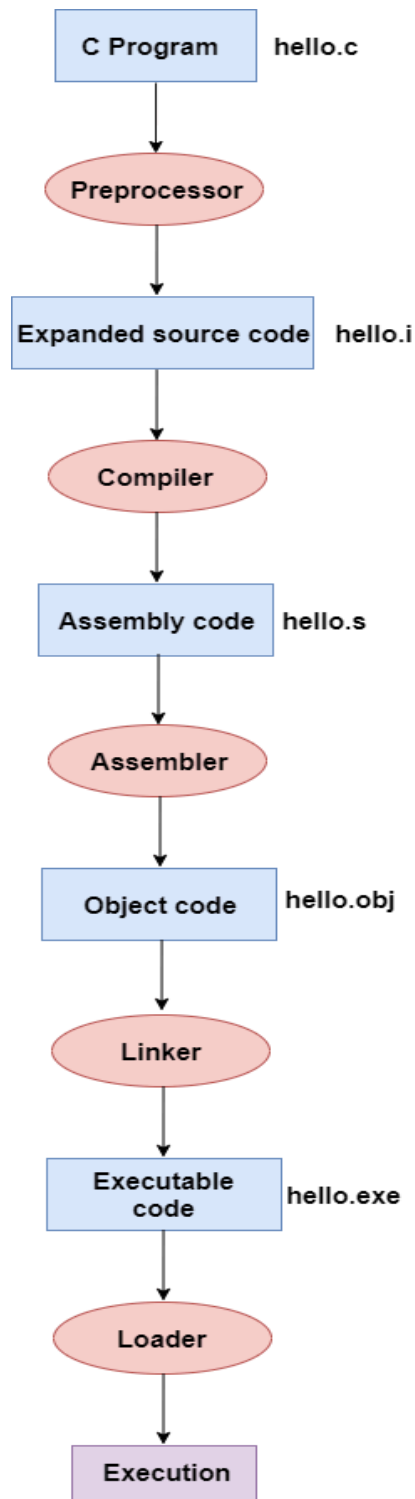 C Program hello.c
Preprocessor
Expanded source code hello.i
Compiler
Assembly code hello.s
Assembler
Object code hello.obj
Linker
Executable
code
hello.exe
Loader
Execution